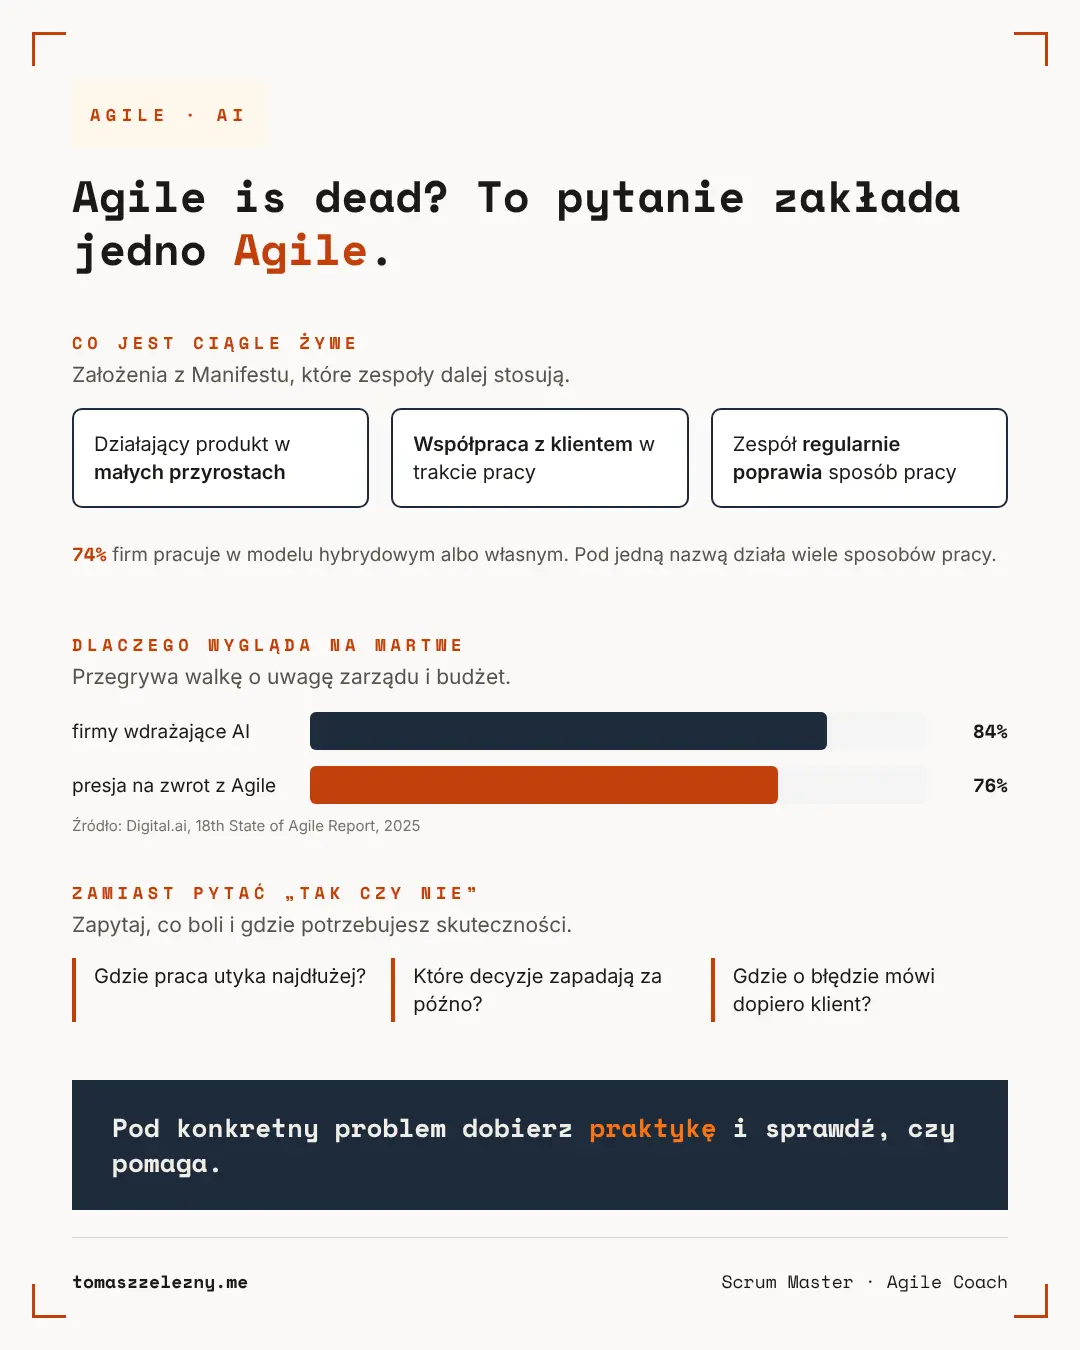 AGILE · AI
Agile is dead? To pytanie zakłada
jedno Agile.
CO JEST CIĄGLE ŻYWE
Założenia z Manifestu, które zespoły dalej stosują.
Działający produkt w
małych przyrostach
Współpraca z klientem w
trakcie pracy
Zespół regularnie
poprawia sposób pracy
74% firm pracuje w modelu hybrydowym albo własnym. Pod jedną nazwą działa wiele sposobów pracy.
DLACZEGO WYGLĄDA NA MARTWE
Przegrywa walkę o uwagę zarządu i budżet.
firmy wdrażające AI 84%
presja na zwrot z Agile 76%
Źródło: Digital.ai, 18th State of Agile Report, 2025
ZAMIAST PYTAĆ „TAK CZY NIE”
Zapytaj, co boli i gdzie potrzebujesz skuteczności.
Gdzie praca utyka najdłużej?
Które decyzje zapadają za
późno?
Gdzie o błędzie mówi
dopiero klient?
Pod konkretny problem dobierz praktykę i sprawdź, czy
pomaga.
tomaszzelezny.me
Scrum Master · Agile Coach